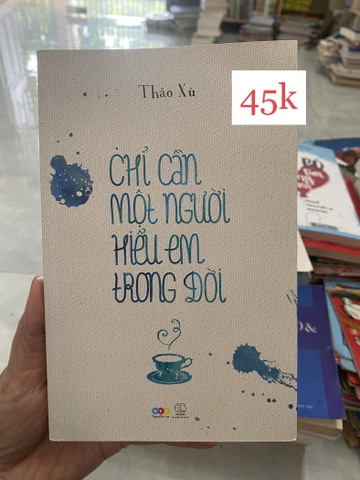 Thảo Xù
45k
CHỈ CẦN
MỘT NGƯỜI
HIỂU EM
TRONG ĐỜI